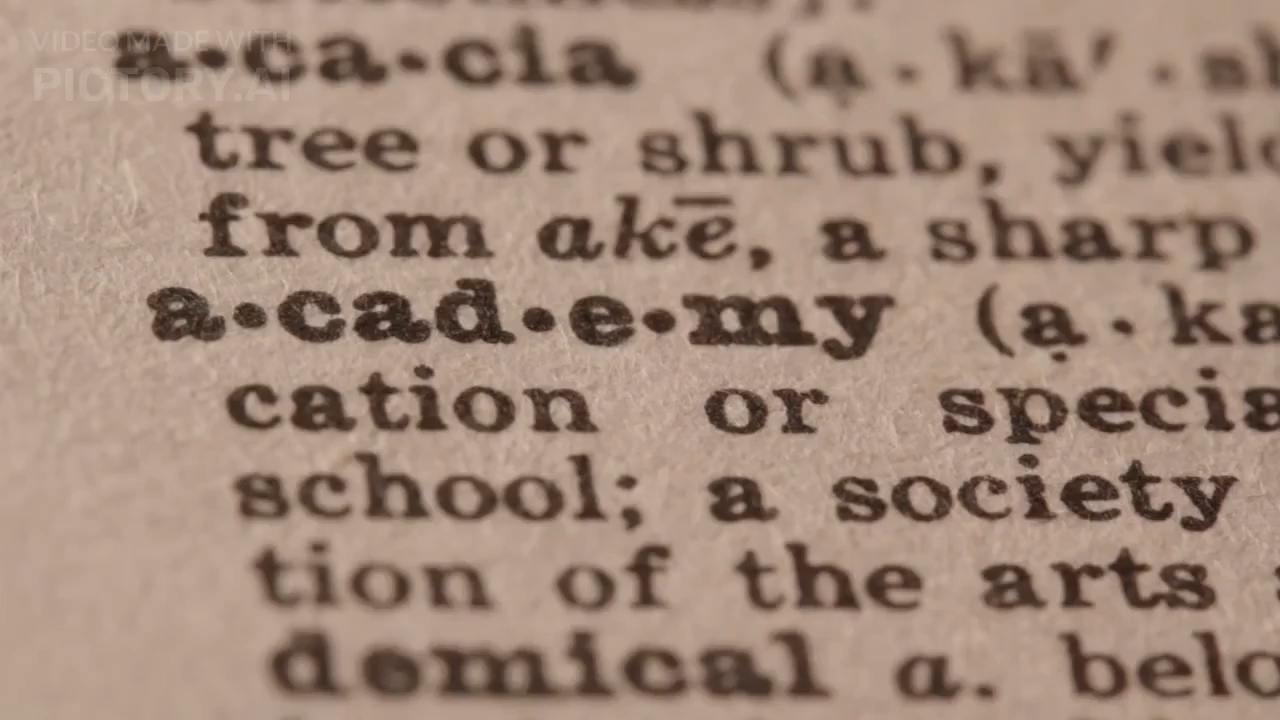 VIDEO MADE WITH
PICTORY.AI
a•ca•cia (ạ · kā′ ·
tree or shrub,
from akē, a sharp
a•cad•e•my (ạ · ka
cation or specia
school; a society
tion of the arts
demical a. belo